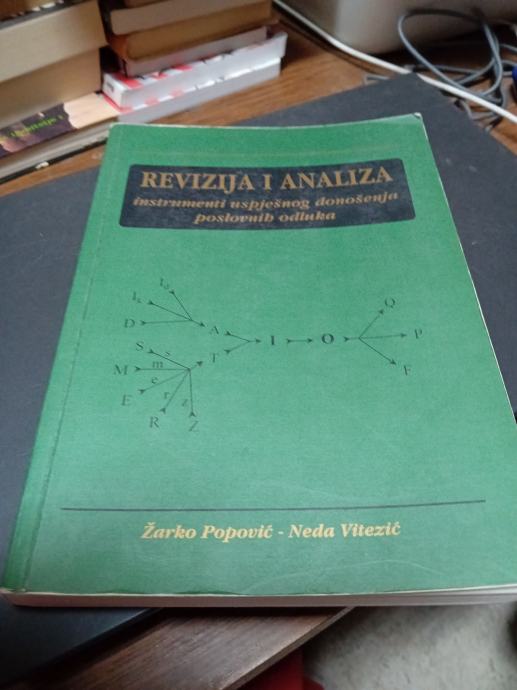 REVIZIJA I ANALIZA
instrumenti uspješnog donošenja
poslovnih odluka
Q
D
A
I
O
P
S
s
T
F
M
m
E
e
r
z
R
Z
Žarko Popović - Neda Vitezić